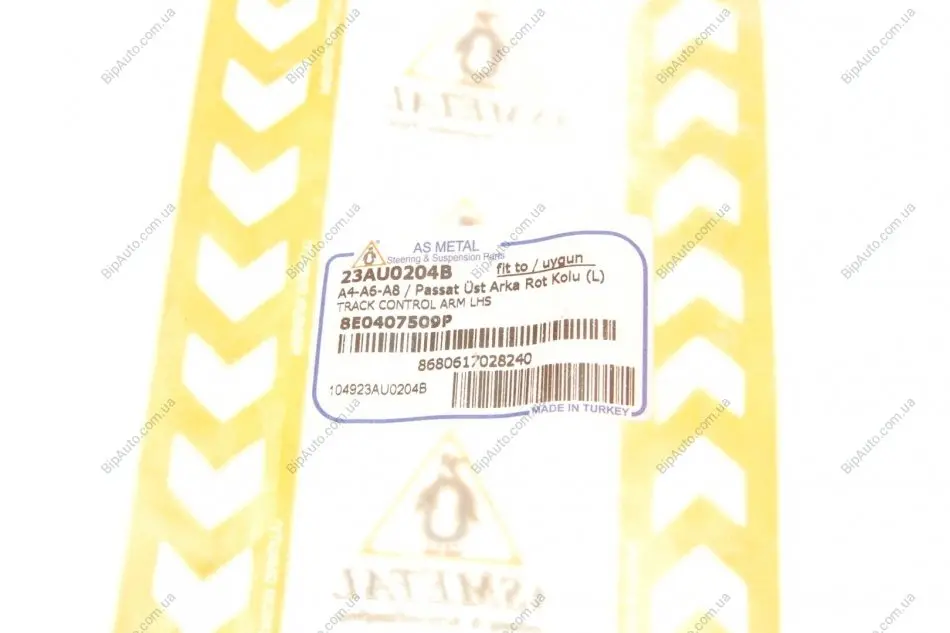 AS METAL
Steering & Suspension Parts
23AU0204B fit to / uygun
A4-A6-A8 / Passat Üst Arka Rot Kolu (L)
TRACK CONTROL ARM LHS
8E0407509P
8680617028240
104923AU0204B
MADE IN TURKEY
ASMETAL
BipAuto.com.ua